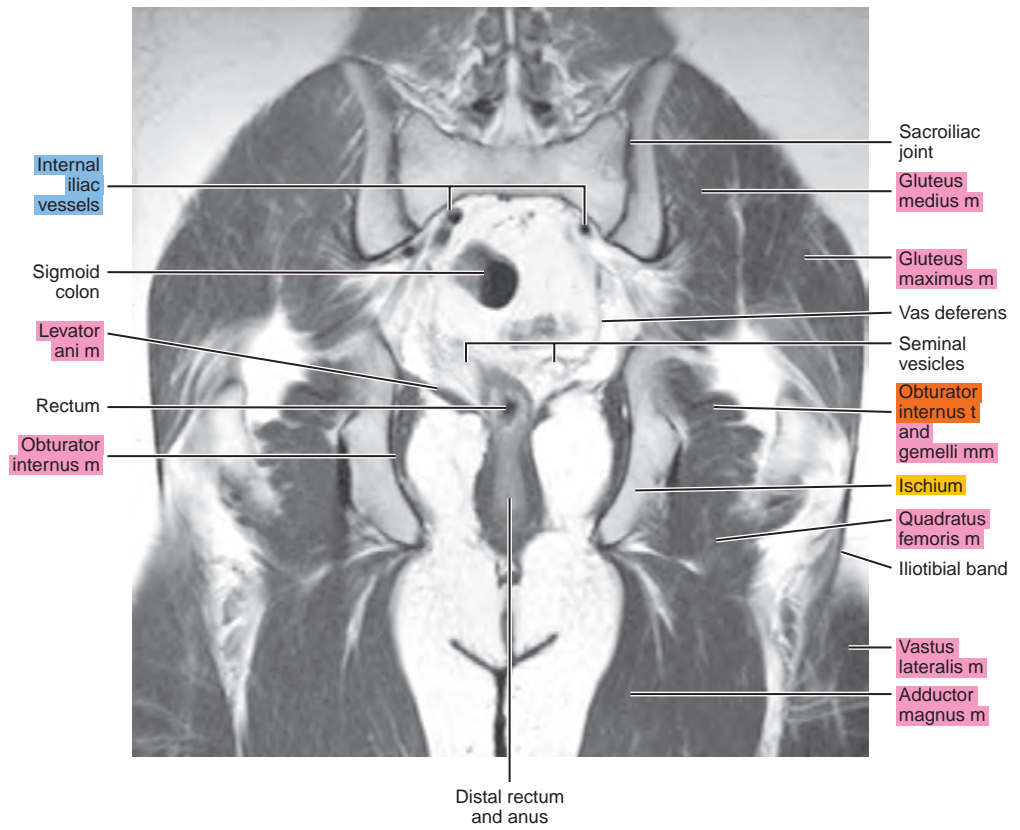 Internal
iliac
vessels
Sigmoid
colon
Levator
ani m
Rectum
Obturator
internus m
Sacroiliac
joint
Gluteus
medius m
Gluteus
maximus m
Vas deferens
Seminal
vesicles
Obturator
internus t
and
gemelli mm
Ischium
Quadratus
femoris m
Iliotibial band
Vastus
lateralis m
Adductor
magnus m
Distal rectum
and anus